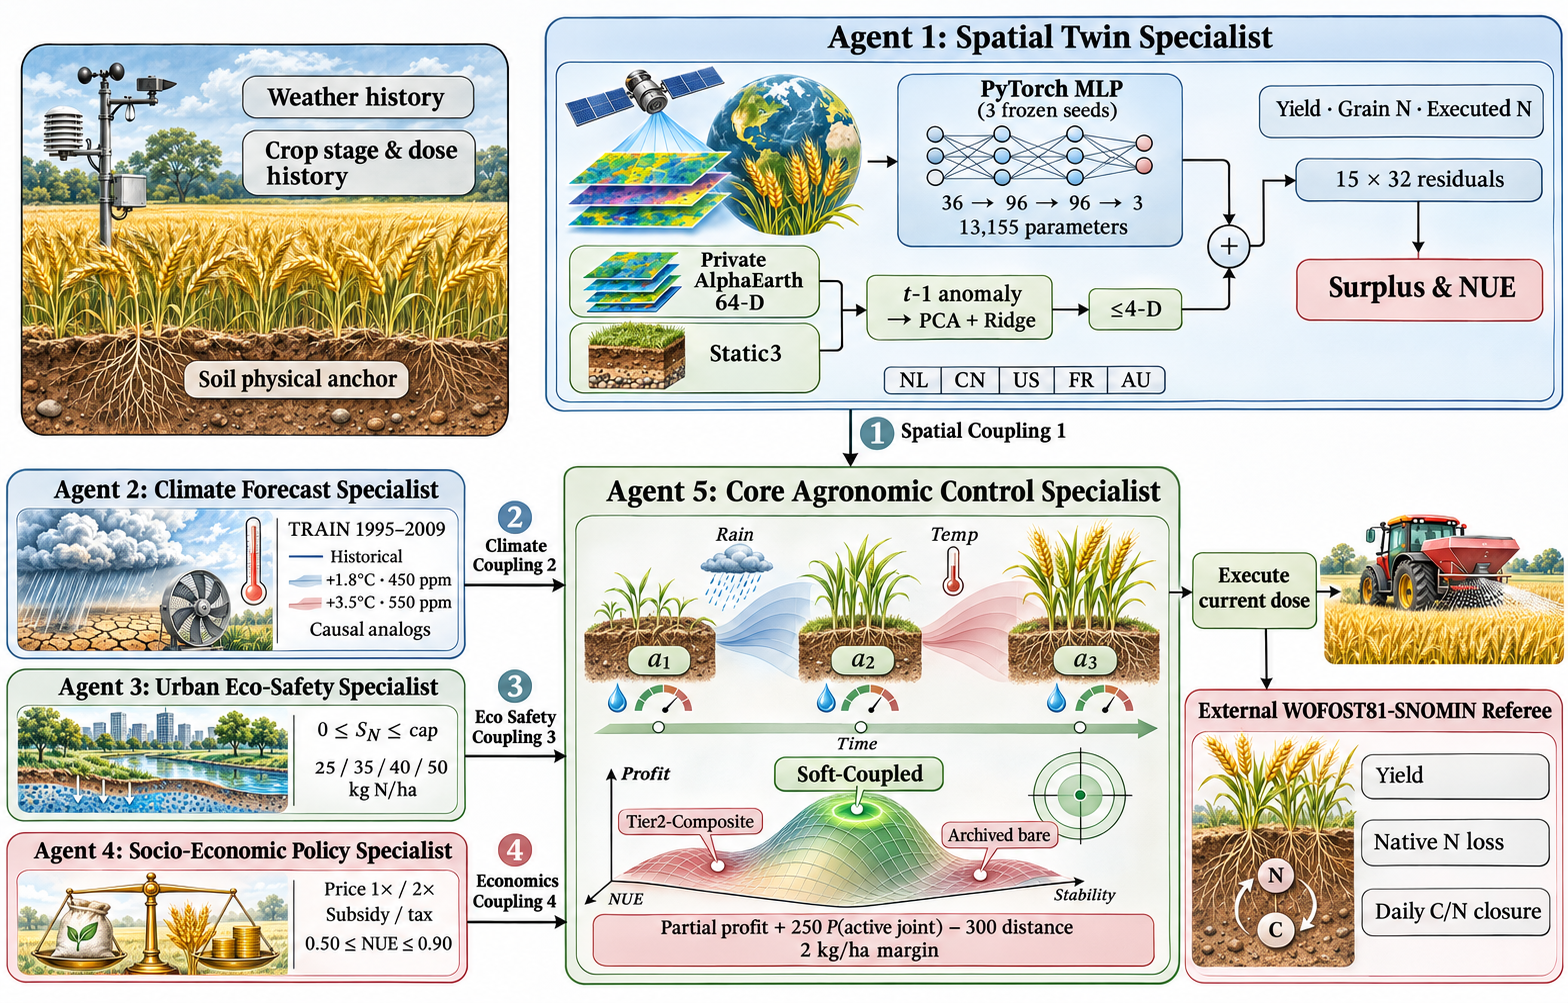 Weather history
Crop stage & dose
history
Soil physical anchor
Agent 1: Spatial Twin Specialist
PyTorch MLP
(3 frozen seeds)
36 → 96 → 96 → 3
13,155 parameters
Yield · Grain N · Executed N
15 × 32 residuals
+
Surplus & NUE
Private
AlphaEarth
64-D
Static3
t-1 anomaly
→ PCA + Ridge
≤4-D
NL CN US FR AU
1 Spatial Coupling 1
Agent 2: Climate Forecast Specialist
TRAIN 1995–2009
Historical
+1.8°C · 450 ppm
+3.5°C · 550 ppm
Causal analogs
2
Climate
Coupling 2
Agent 3: Urban Eco-Safety Specialist
0 ≤ S_N ≤ cap
25 / 35 / 40 / 50
kg N/ha
3
Eco Safety
Coupling 3
Agent 4: Socio-Economic Policy Specialist
Price 1× / 2×
Subsidy / tax
0.50 ≤ NUE ≤ 0.90
4
Economics
Coupling 4
Agent 5: Core Agronomic Control Specialist
Rain
Temp
a1
a2
a3
Time
Profit
Soft-Coupled
Tier2-Composite
Archived bare
NUE
Stability
Partial profit + 250 P(active joint) − 300 distance
2 kg/ha margin
Execute
current dose
External WOFOST81-SNOMIN Referee
Yield
Native N loss
Daily C/N closure
N
C